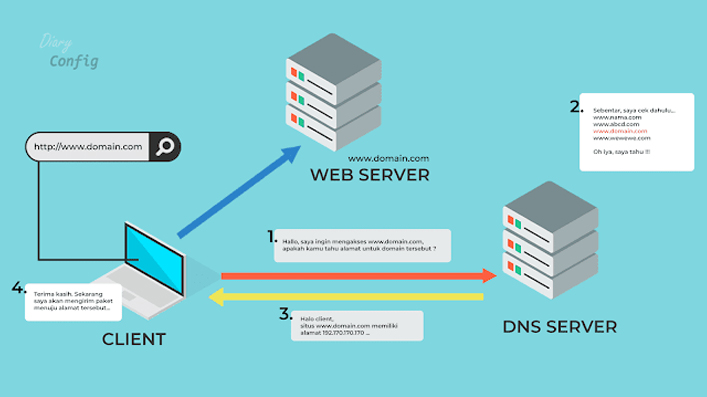 Diary
Config
http://www.domain.com
www.domain.com
WEB SERVER
1.
Hallo, saya ingin mengakses www.domain.com,
apakah kamu tahu alamat untuk domain tersebut ?
2.
Sebentar, saya cek dahulu...
www.nama.com
www.abcd.com
www.domain.com
www.wewewe.com
Oh iya, saya tahu !!!
DNS SERVER
3.
Halo client,
situs www.domain.com memiliki
alamat 192.170.170.170 ...
4.
Terima kasih. Sekarang
saya akan mengirim paket
menuju alamat tersebut...
CLIENT